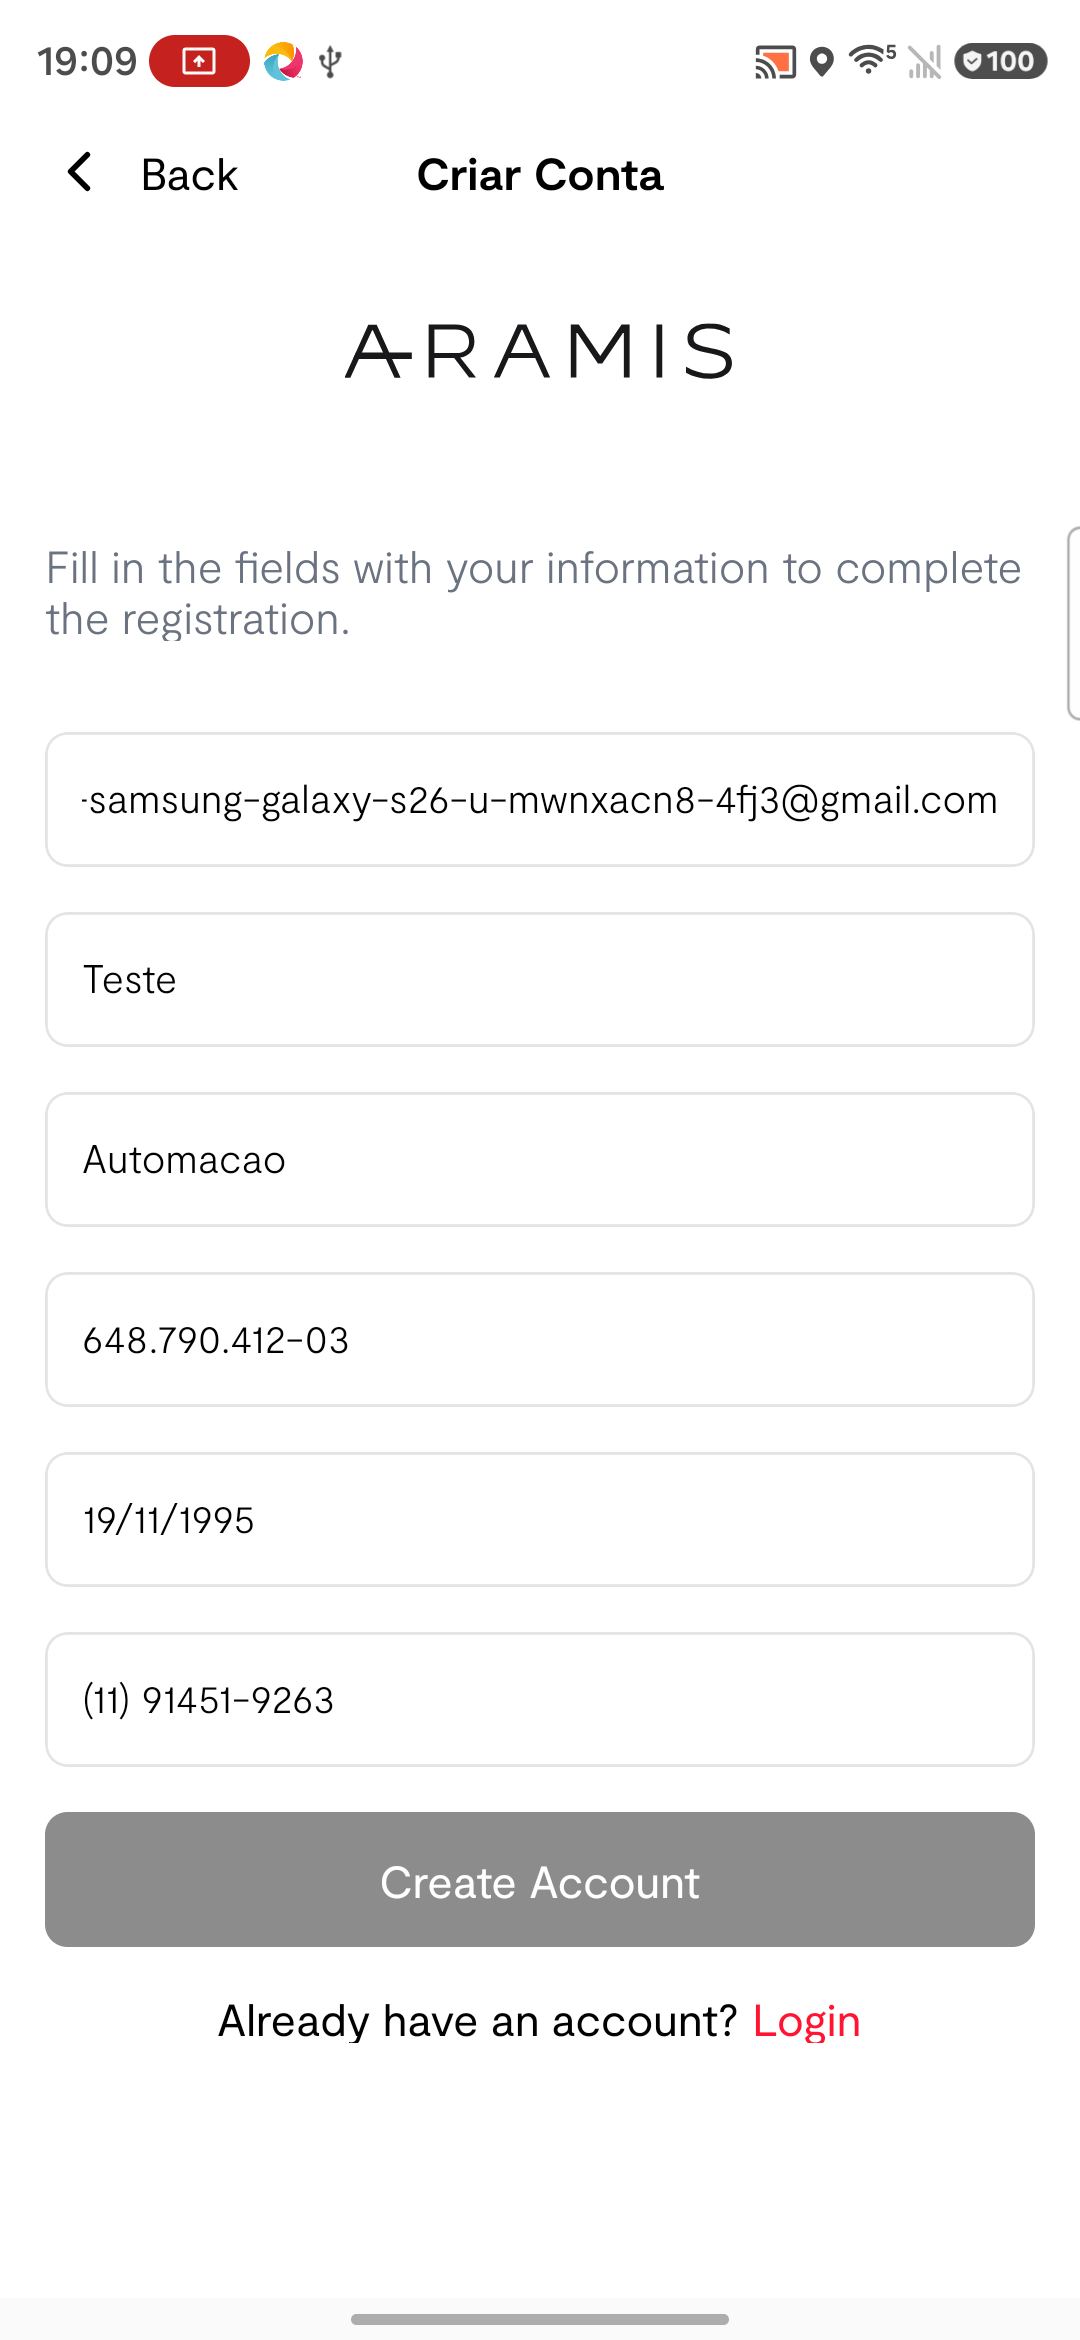 19:09
5
100
Back
Criar Conta
ARAMIS
Fill in the fields with your information to complete
the registration.
-samsung-galaxy-s26-u-mwnxacn8-4fj3@gmail.com
Teste
Automacao
648.790.412-03
19/11/1995
(11) 91451-9263
Create Account
Already have an account? Login